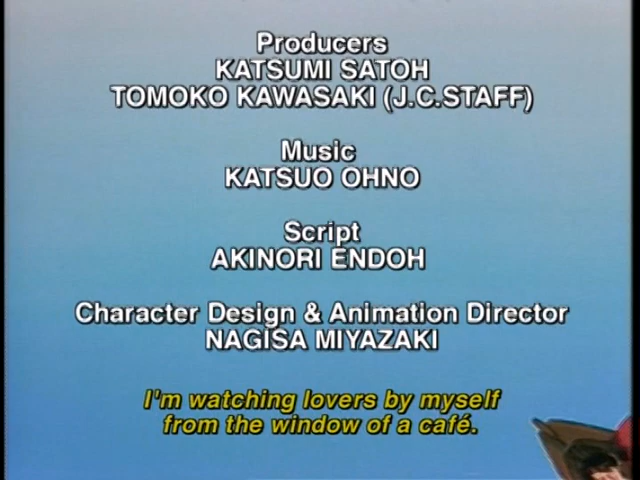 Producers
KATSUMI SATOH
TOMOKO KAWASAKI (J.C.STAFF)
Music
KATSUO OHNO
Script
AKINORI ENDOH
Character Design & Animation Director
NAGISA MIYAZAKI
I'm watching lovers by myself
from the window of a café.